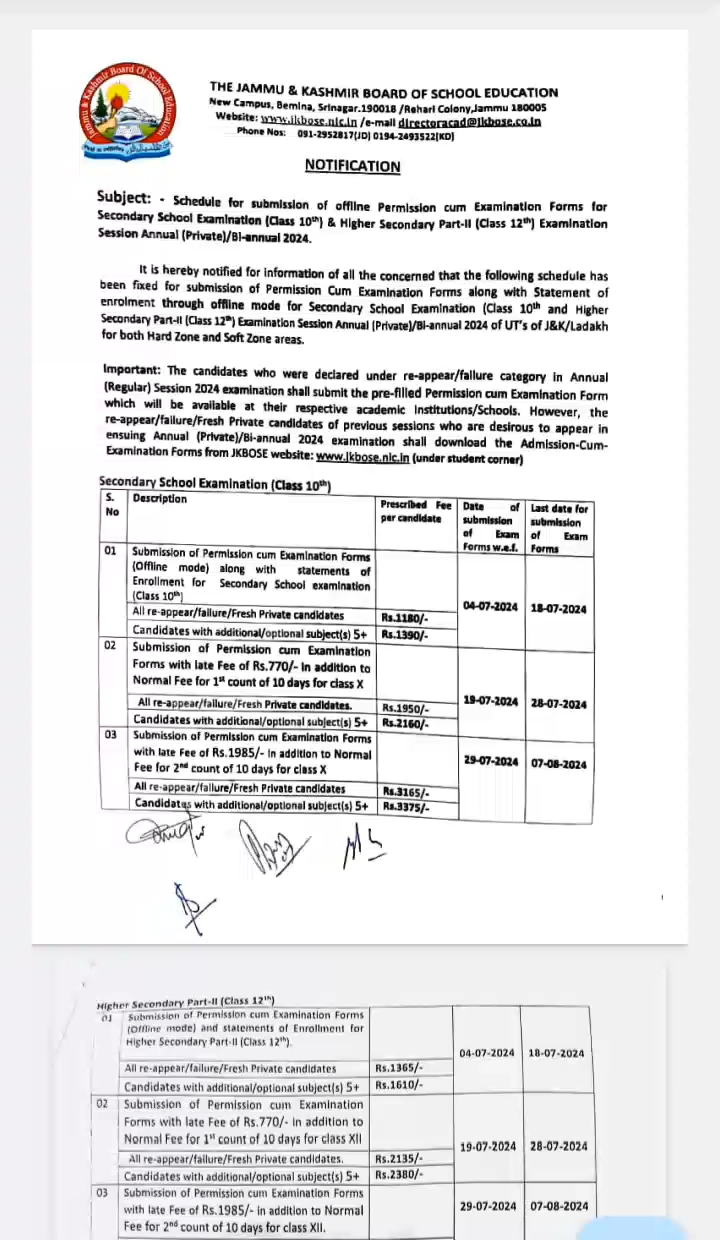 Jammu & Kashmir Board Of School Education
THE JAMMU & KASHMIR BOARD OF SCHOOL EDUCATION
New Campus, Bemina, Srinagar.190018 /Rehari Colony,Jammu 180005
Website: www.jkbose.nic.in /e-mail directoracad@jkbose.co.in
Phone Nos: 091-2952817(JD) 0194-2493522(KD)
NOTIFICATION
Subject: - Schedule for submission of offline Permission cum Examination Forms for
Secondary School Examination (Class 10th) & Higher Secondary Part-II (Class 12th) Examination
Session Annual (Private)/Bi-annual 2024.
It is hereby notified for information of all the concerned that the following schedule has
been fixed for submission of Permission Cum Examination Forms along with Statement of
enrolment through offline mode for Secondary School Examination (Class 10th and Higher
Secondary Part-II (Class 12th) Examination Session Annual (Private)/Bi-annual 2024 of UT's of J&K/Ladakh
for both Hard Zone and Soft Zone areas.
Important: The candidates who were declared under re-appear/failure category in Annual
(Regular) Session 2024 examination shall submit the pre-filled Permission cum Examination Form
which will be available at their respective academic Institutions/Schools. However, the
re-appear/failure/Fresh Private candidates of previous sessions who are desirous to appear in
ensuing Annual (Private)/Bi-annual 2024 examination shall download the Admission-Cum-
Examination Forms from JKBOSE website: www.jkbose.nic.in (under student corner)
Secondary School Examination (Class 10th)
S. No Description Prescribed Fee per candidate Date of submission of Exam Forms w.e.f. Last date for submission of Exam Forms
01 Submission of Permission cum Examination Forms
(Offline mode) along with statements of
Enrollment for Secondary School examination
(Class 10th)
04-07-2024 18-07-2024
All re-appear/failure/Fresh Private candidates Rs.1180/-
Candidates with additional/optional subject(s) 5+ Rs.1390/-
02 Submission of Permission cum Examination
Forms with late Fee of Rs.770/- in addition to
Normal Fee for 1st count of 10 days for class X
19-07-2024 28-07-2024
All re-appear/failure/Fresh Private candidates. Rs.1950/-
Candidates with additional/optional subject(s) 5+ Rs.2160/-
03 Submission of Permission cum Examination Forms
with late Fee of Rs.1985/- in addition to Normal
Fee for 2nd count of 10 days for class X
29-07-2024 07-08-2024
All re-appear/failure/Fresh Private candidates Rs.3165/-
Candidates with additional/optional subject(s) 5+ Rs.3375/-
Higher Secondary Part-II (Class 12th)
01 Submission of Permission cum Examination Forms
(Offline mode) and statements of Enrollment for
Higher Secondary Part-II (Class 12th).
04-07-2024 18-07-2024
All re-appear/failure/Fresh Private candidates Rs.1365/-
Candidates with additional/optional subject(s) 5+ Rs.1610/-
02 Submission of Permission cum Examination
Forms with late Fee of Rs.770/- in addition to
Normal Fee for 1st count of 10 days for class XII
19-07-2024 28-07-2024
All re-appear/failure/Fresh Private candidates. Rs.2135/-
Candidates with additional/optional subject(s) 5+ Rs.2380/-
03 Submission of Permission cum Examination Forms
with late Fee of Rs.1985/- in addition to Normal
Fee for 2nd count of 10 days for class XII.
29-07-2024 07-08-2024